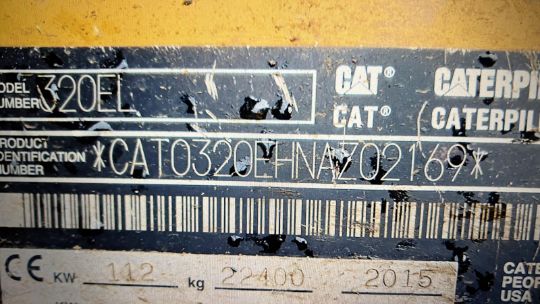 MODEL NUMBER 320EL
CAT® CATERPIL
CAT® CATERPIL
PRODUCT IDENTIFICATION NUMBER *CAT0320EHNAZ02169*
CE KW 112 kg 22400 2015
CATE
PEOP
USA